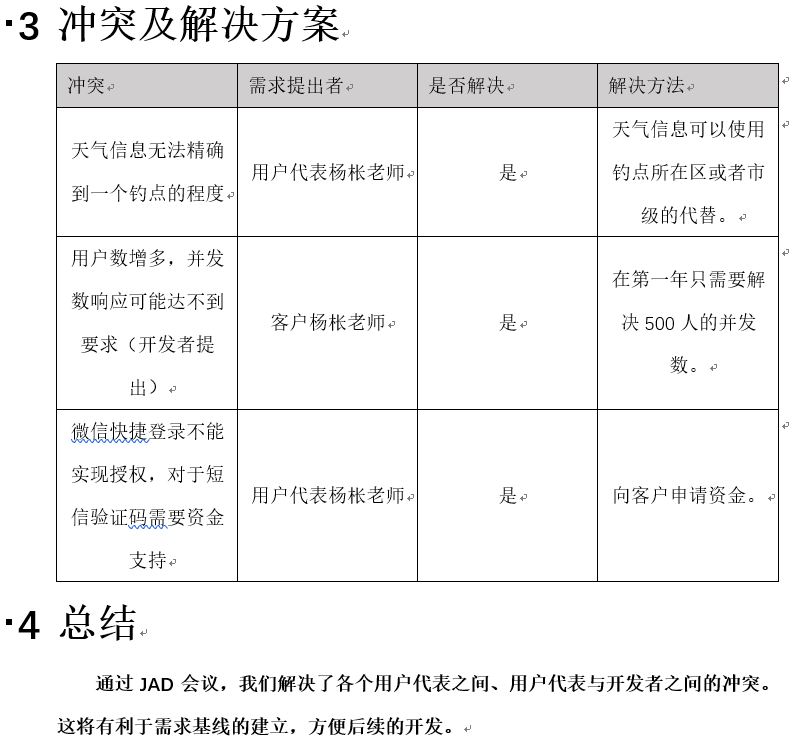 3 冲突及解决方案
冲突 需求提出者 是否解决 解决方法
天气信息无法精确
到一个钓点的程度
用户代表杨枨老师
是
天气信息可以使用
钓点所在区或者市
级的代替。
用户数增多，并发
数响应可能达不到
要求（开发者提
出）
客户杨枨老师
是
在第一年只需要解
决 500 人的并发
数。
微信快捷登录不能
实现授权，对于短
信验证码需要资金
支持
用户代表杨枨老师
是
向客户申请资金。
4 总结
通过 JAD 会议，我们解决了各个用户代表之间、用户代表与开发者之间的冲突。
这将有利于需求基线的建立，方便后续的开发。